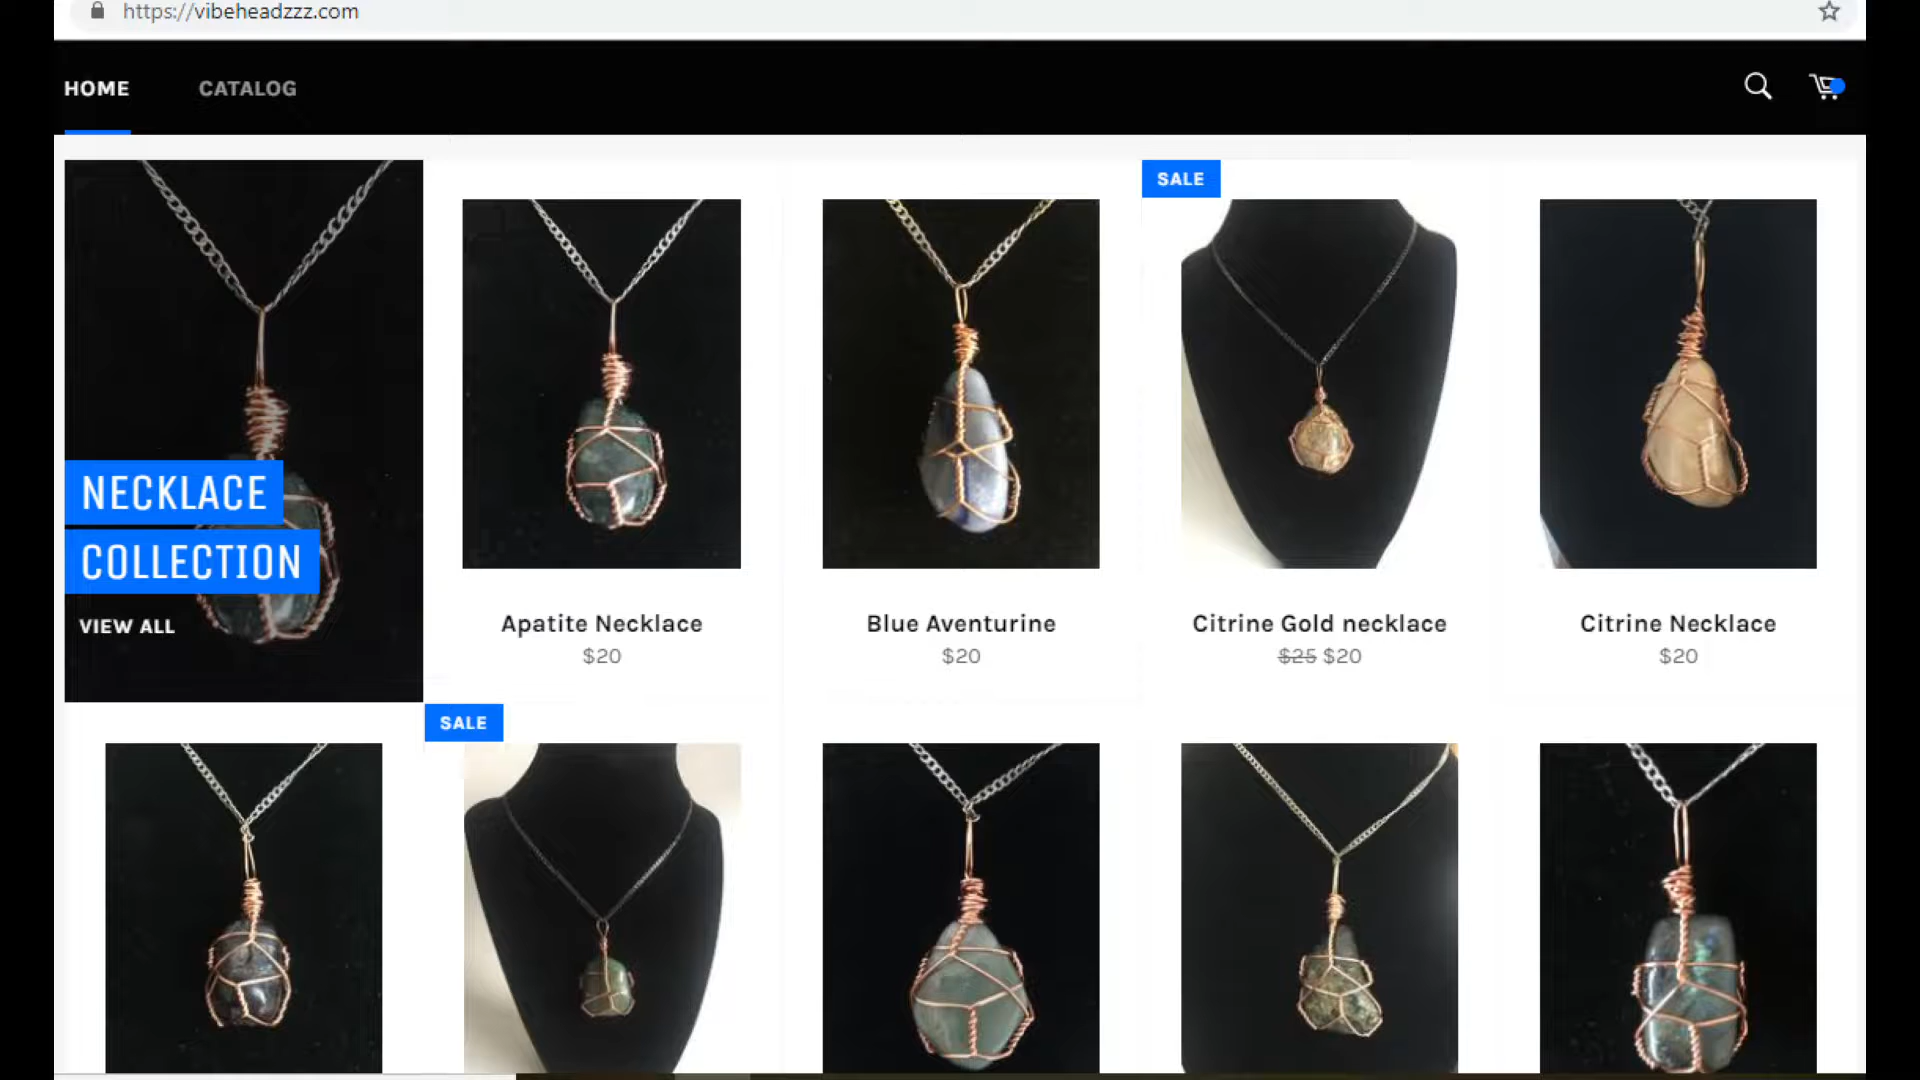 https://vibeheadzzz.com
HOME CATALOG
SALE
NECKLACE
COLLECTION
VIEW ALL
Apatite Necklace
$20
Blue Aventurine
$20
Citrine Gold necklace
$25 $20
Citrine Necklace
$20
SALE